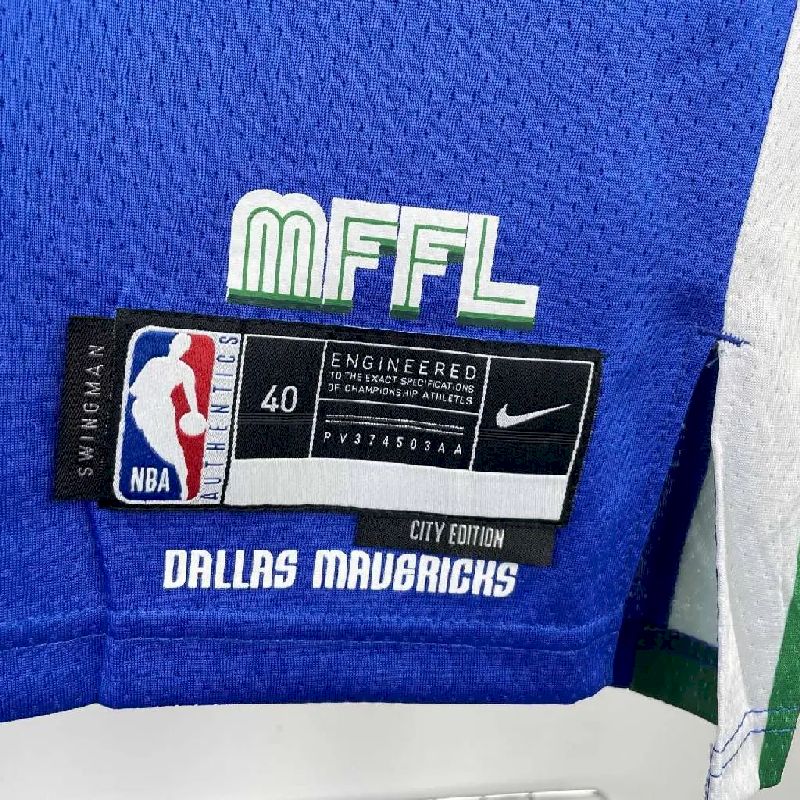 MFFL
SWINGMAN
NBA
AUTHENTICS
40
ENGINEERED
TO THE EXACT SPECIFICATIONS
OF CHAMPIONSHIP ATHLETES
PV374503AA
CITY EDITION
DALLAS MAVERICKS